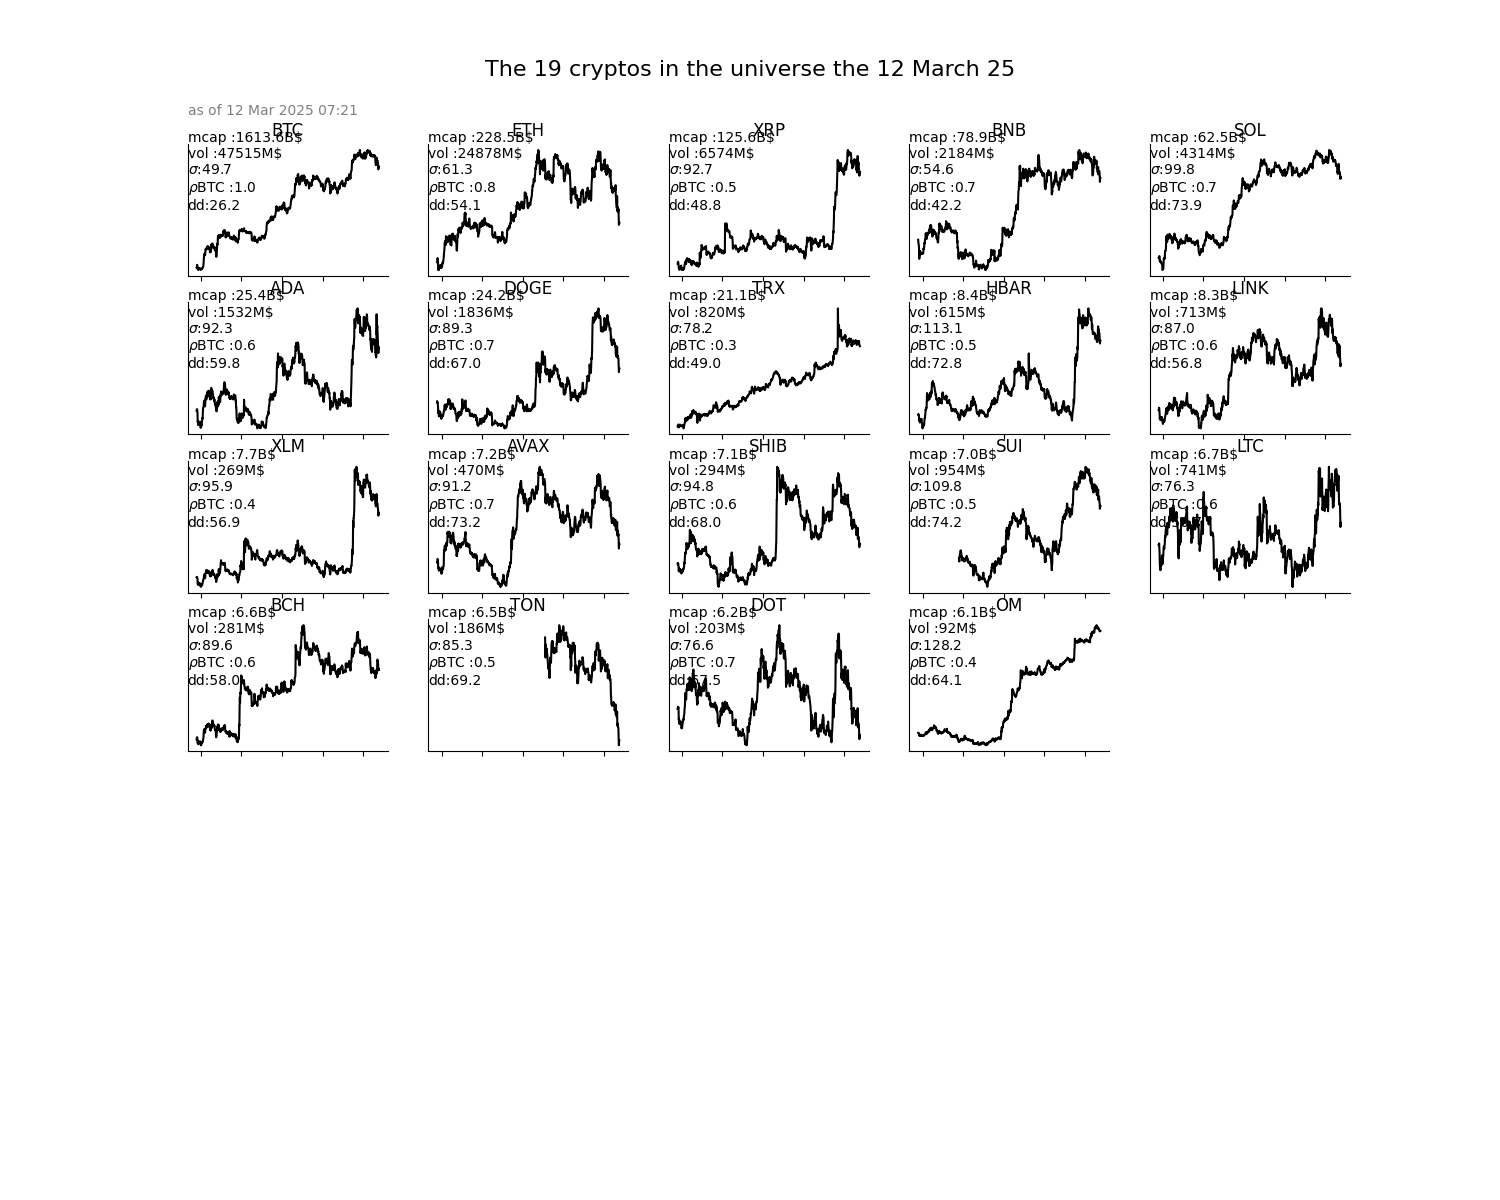 The 19 cryptos in the universe the 12 March 25
as of 12 Mar 2025 07:21
BTC
mcap :1613.6B$
vol :47515M$
σ:49.7
ρBTC :1.0
dd:26.2
ETH
mcap :228.5B$
vol :24878M$
σ:61.3
ρBTC :0.8
dd:54.1
XRP
mcap :125.6B$
vol :6574M$
σ:92.7
ρBTC :0.5
dd:48.8
BNB
mcap :78.9B$
vol :2184M$
σ:54.6
ρBTC :0.7
dd:42.2
SOL
mcap :62.5B$
vol :4314M$
σ:99.8
ρBTC :0.7
dd:73.9
ADA
mcap :25.4B$
vol :1532M$
σ:92.3
ρBTC :0.6
dd:59.8
DOGE
mcap :24.2B$
vol :1836M$
σ:89.3
ρBTC :0.7
dd:67.0
TRX
mcap :21.1B$
vol :820M$
σ:78.2
ρBTC :0.3
dd:49.0
HBAR
mcap :8.4B$
vol :615M$
σ:113.1
ρBTC :0.5
dd:72.8
LINK
mcap :8.3B$
vol :713M$
σ:87.0
ρBTC :0.6
dd:56.8
XLM
mcap :7.7B$
vol :269M$
σ:95.9
ρBTC :0.4
dd:56.9
AVAX
mcap :7.2B$
vol :470M$
σ:91.2
ρBTC :0.7
dd:73.2
SHIB
mcap :7.1B$
vol :294M$
σ:94.8
ρBTC :0.6
dd:68.0
SUI
mcap :7.0B$
vol :954M$
σ:109.8
ρBTC :0.5
dd:74.2
LTC
mcap :6.7B$
vol :741M$
σ:76.3
ρBTC :0.6
BCH
mcap :6.6B$
vol :281M$
σ:89.6
ρBTC :0.6
dd:58.0
TON
mcap :6.5B$
vol :186M$
σ:85.3
ρBTC :0.5
dd:69.2
DOT
mcap :6.2B$
vol :203M$
σ:76.6
ρBTC :0.7
dd:67.5
OM
mcap :6.1B$
vol :92M$
σ:128.2
ρBTC :0.4
dd:64.1